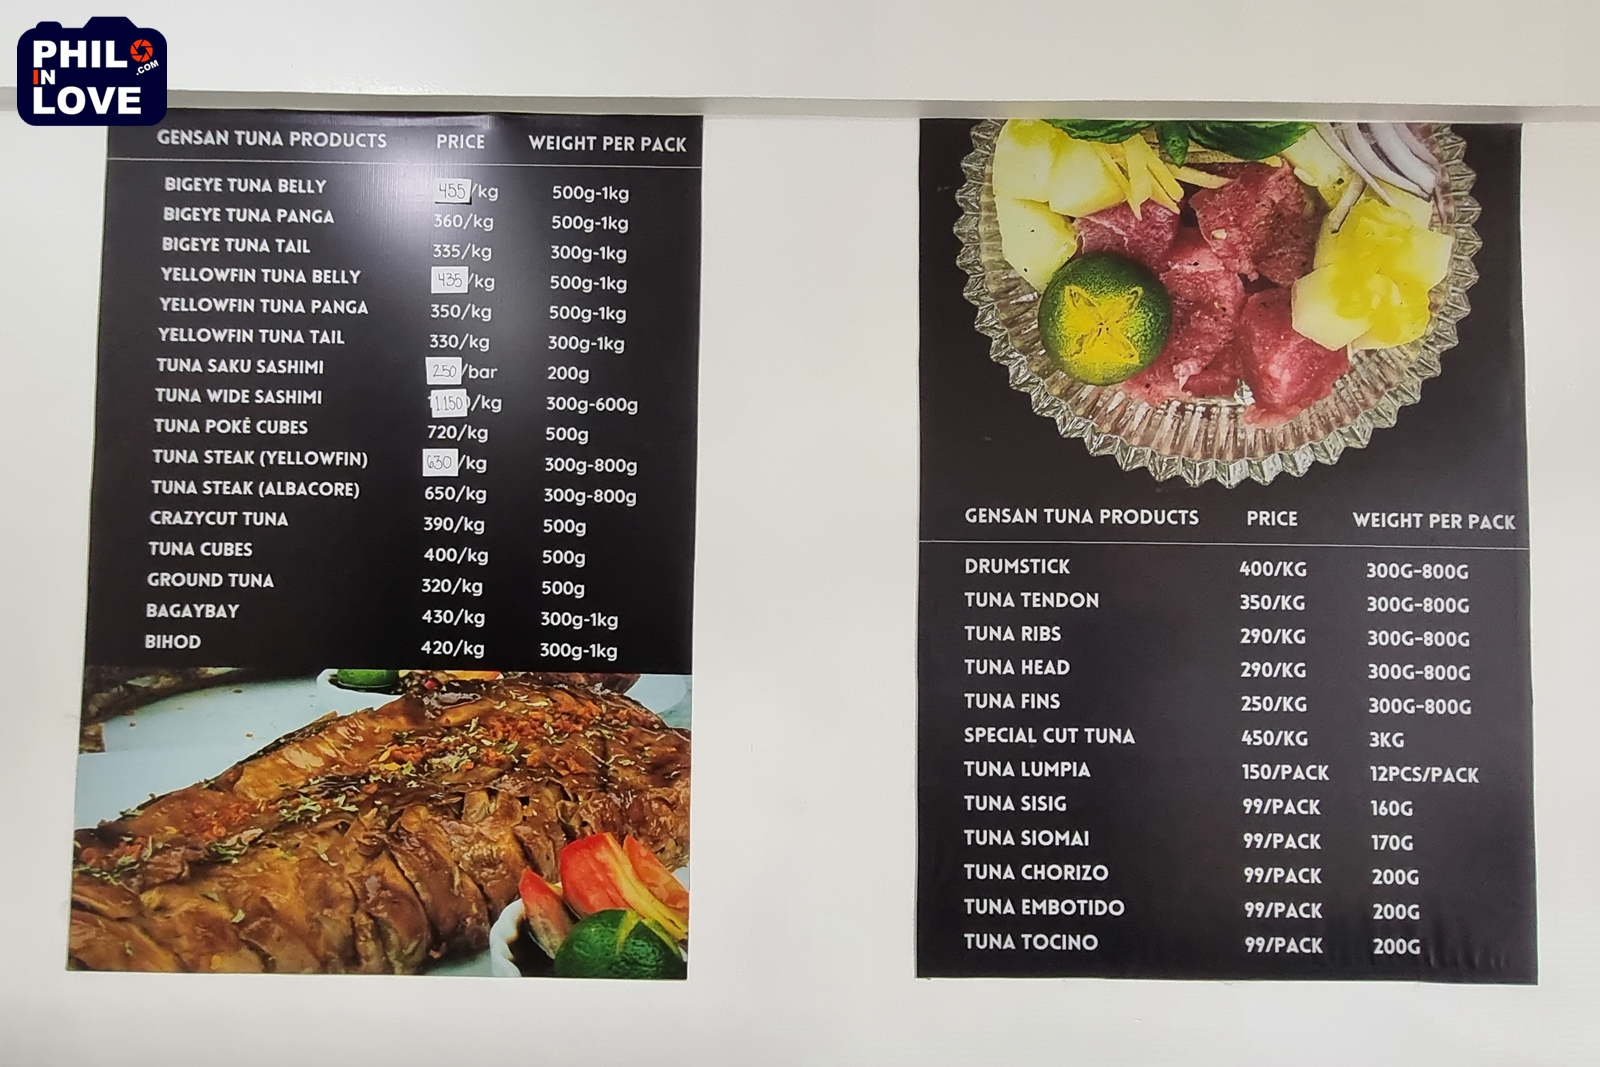 PHIL
IN
.COM
LOVE
GENSAN TUNA PRODUCTS PRICE WEIGHT PER PACK
BIGEYE TUNA BELLY 455/kg 500g-1kg
BIGEYE TUNA PANGA 360/kg 500g-1kg
BIGEYE TUNA TAIL 335/kg 300g-1kg
YELLOWFIN TUNA BELLY 435/kg 500g-1kg
YELLOWFIN TUNA PANGA 350/kg 500g-1kg
YELLOWFIN TUNA TAIL 330/kg 300g-1kg
TUNA SAKU SASHIMI 250/bar 200g
TUNA WIDE SASHIMI 1150/kg 300g-600g
TUNA POKÉ CUBES 720/kg 500g
TUNA STEAK (YELLOWFIN) 630/kg 300g-800g
TUNA STEAK (ALBACORE) 650/kg 300g-800g
CRAZYCUT TUNA 390/kg 500g
TUNA CUBES 400/kg 500g
GROUND TUNA 320/kg 500g
BAGAYBAY 430/kg 300g-1kg
BIHOD 420/kg 300g-1kg
GENSAN TUNA PRODUCTS PRICE WEIGHT PER PACK
DRUMSTICK 400/KG 300G-800G
TUNA TENDON 350/KG 300G-800G
TUNA RIBS 290/KG 300G-800G
TUNA HEAD 290/KG 300G-800G
TUNA FINS 250/KG 300G-800G
SPECIAL CUT TUNA 450/KG 3KG
TUNA LUMPIA 150/PACK 12PCS/PACK
TUNA SISIG 99/PACK 160G
TUNA SIOMAI 99/PACK 170G
TUNA CHORIZO 99/PACK 200G
TUNA EMBOTIDO 99/PACK 200G
TUNA TOCINO 99/PACK 200G